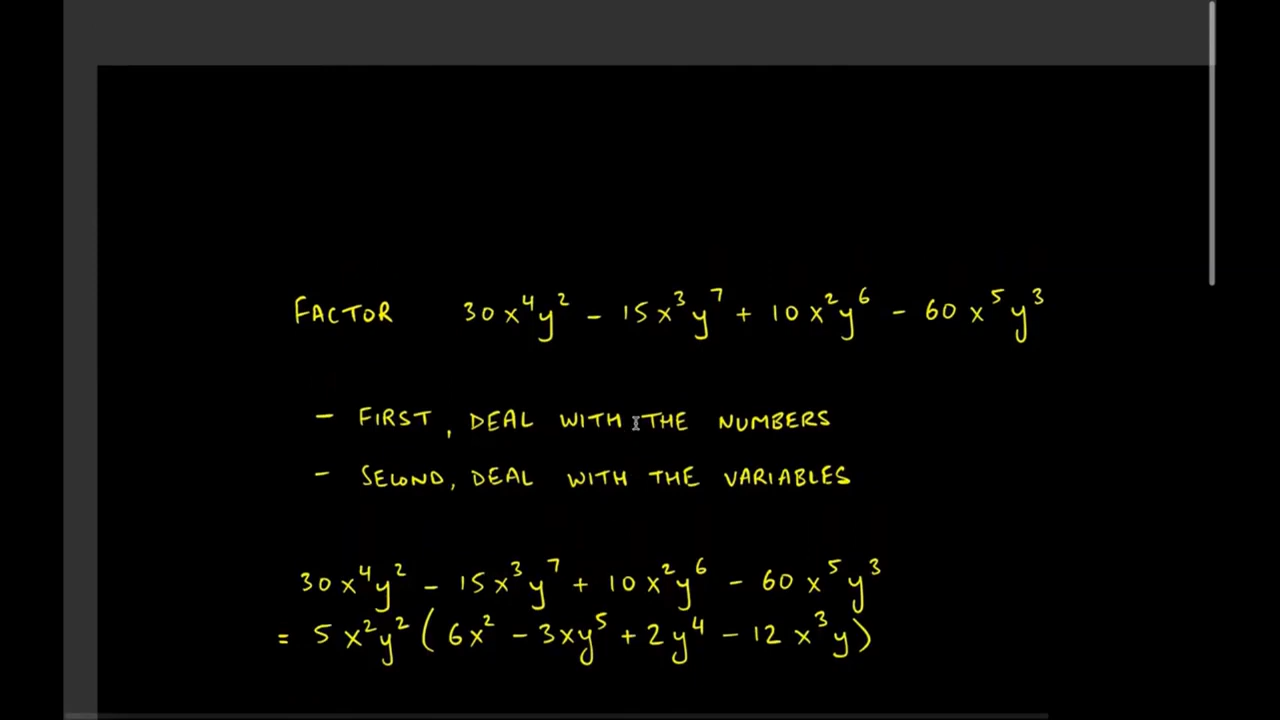 FACTOR 30x⁴y² - 15x³y⁷ + 10x²y⁶ - 60x⁵y³
- FIRST, DEAL WITH THE NUMBERS
- SECOND, DEAL WITH THE VARIABLES
30x⁴y² - 15x³y⁷ + 10x²y⁶ - 60x⁵y³
= 5x²y² (6x² - 3xy⁵ + 2y⁴ - 12x³y)